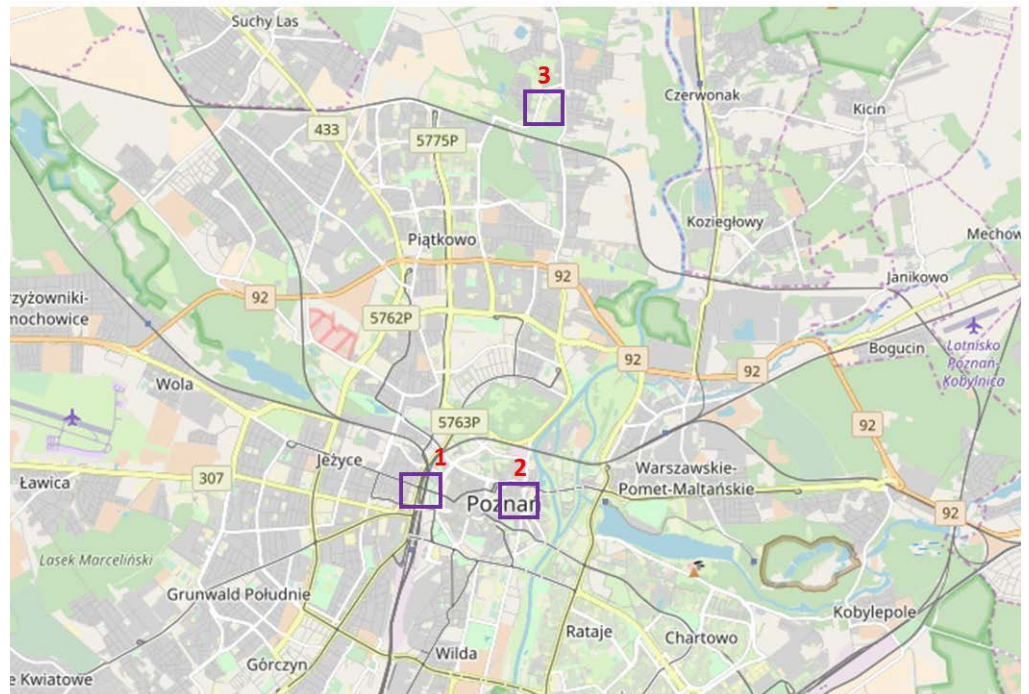 Suchy Las
3
Czerwonak
Kicin
433
5775P
Koziegłowy
Piątkowo
Mechow
92
Janikowo
92
rzyżowniki-
mochowice
5762P
Lotnisko
Poznań-
Kobylnica
Bogucin
92
92
Wola
5763P
92
1
Jeżyce
2
Warszawskie-
Pomet-Maltańskie
307
Ławica
Poznań
92
Lasek Marceliński
Grunwald Południe
Kobylepole
Rataje
Chartowo
Wilda
Górczyn
e Kwiatowe